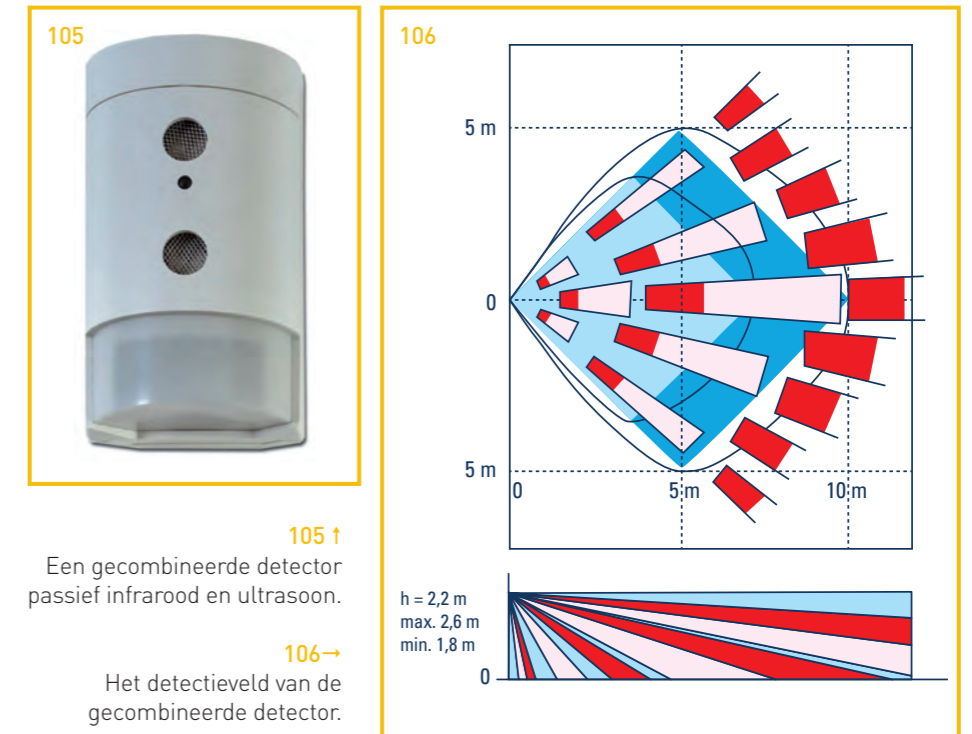 105
106
5 m
0
5 m
0
5 m
10 m
h = 2,2 m
max. 2,6 m
min. 1,8 m
0
105 ↑
Een gecombineerde detector
passief infrarood en ultrasoon.
106→
Het detectieveld van de
gecombineerde detector.